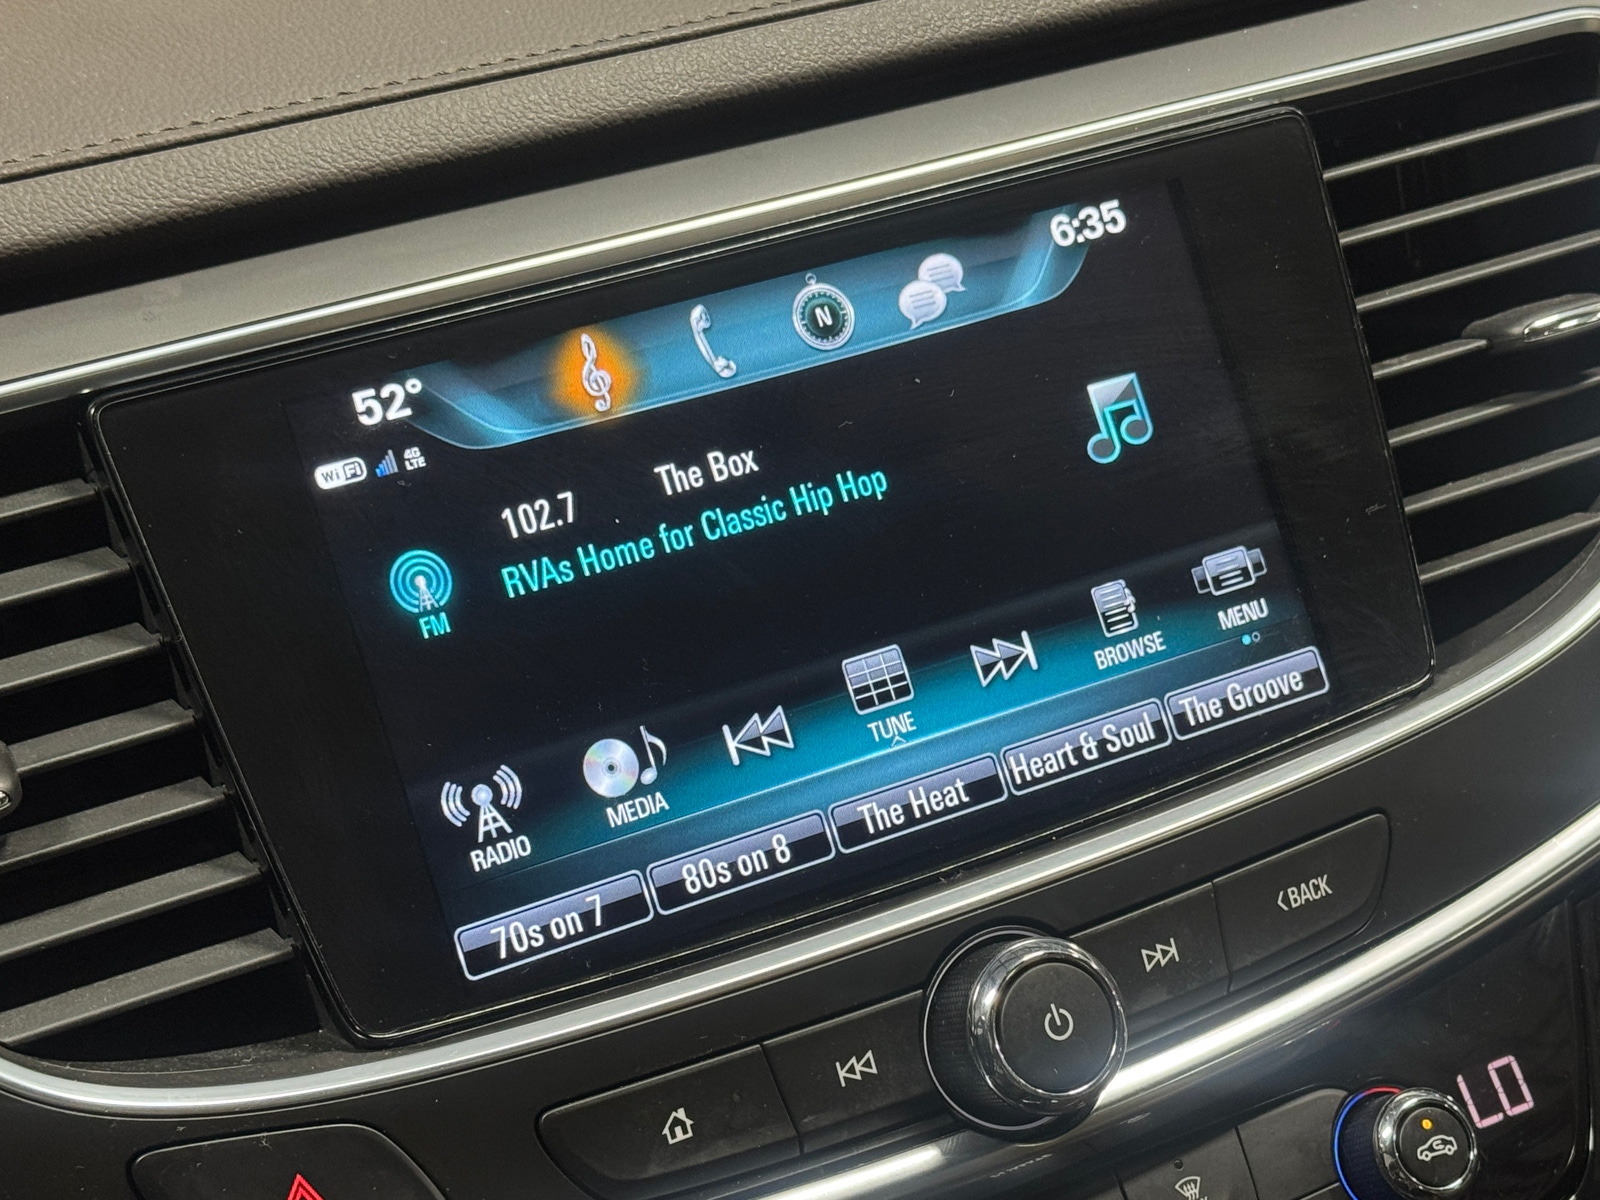 6:35
52°
N
WiFi
4G
LTE
102.7 The Box
RVAs Home for Classic Hip Hop
FM
RADIO
MEDIA
TUNE
BROWSE
MENU
70s on 7
80s on 8
The Heat
Heart & Soul
The Groove
BACK
LO